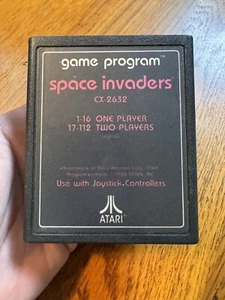 game program
space invaders
CX 2632
1-16 ONE PLAYER
17-112 TWO PLAYERS
Use with Joystick Controllers
ATARI